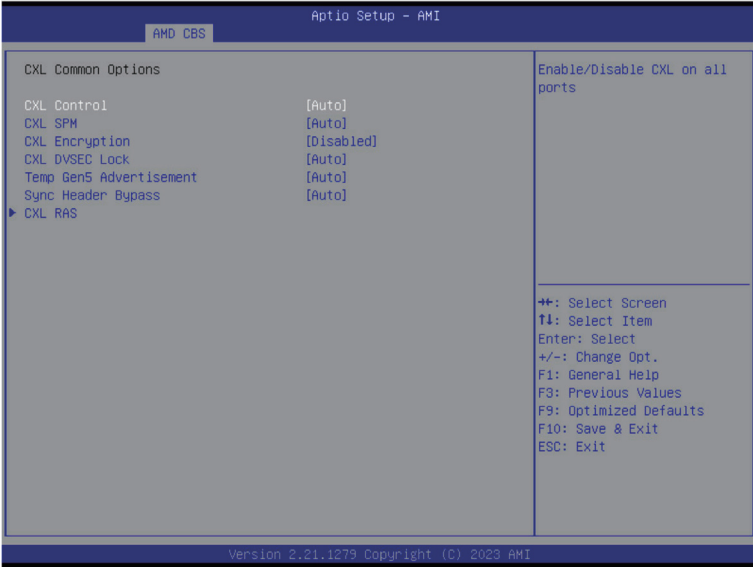 Aptio Setup – AMI
AMD CBS
CXL Common Options
CXL Control [Auto]
CXL SPM [Auto]
CXL Encryption [Disabled]
CXL DVSEC Lock [Auto]
Temp Gen5 Advertisement [Auto]
Sync Header Bypass [Auto]
CXL RAS
Enable/Disable CXL on all
ports
→←: Select Screen
↑↓: Select Item
Enter: Select
+/-: Change Opt.
F1: General Help
F3: Previous Values
F9: Optimized Defaults
F10: Save & Exit
ESC: Exit
Version 2.21.1279 Copyright (C) 2023 AMI